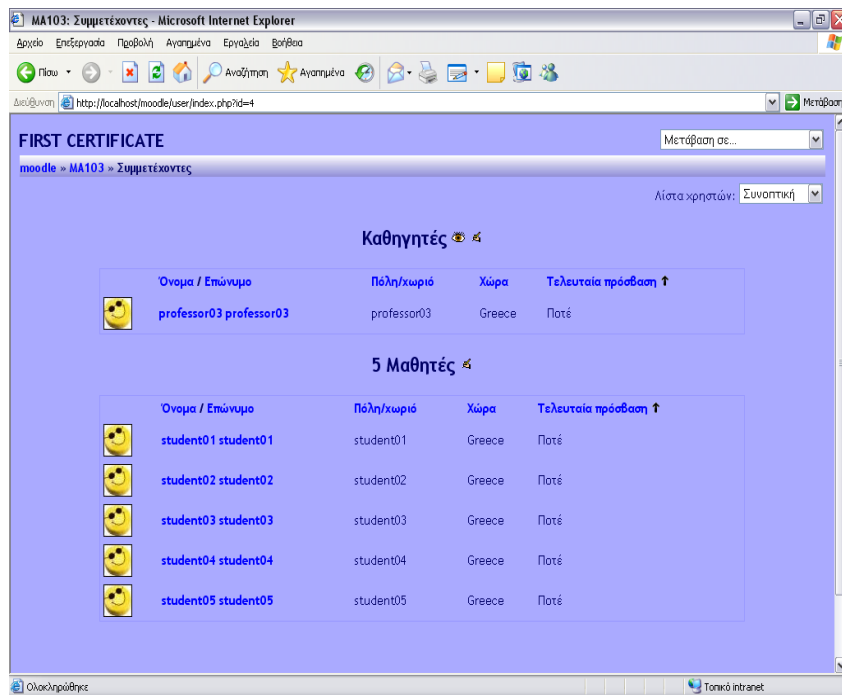 MA103: Συμμετέχοντες - Microsoft Internet Explorer
Αρχείο Επεξεργασία Προβολή Αγαπημένα Εργαλεία Βοήθεια
Πίσω Αναζήτηση Αγαπημένα
Διεύθυνση http://localhost/moodle/user/index.php?id=4 Μετάβαση
FIRST CERTIFICATE Μετάβαση σε...
moodle » MA103 » Συμμετέχοντες
Λίστα χρηστών: Συνοπτική
Καθηγητές
Όνομα / Επώνυμο Πόλη/χωριό Χώρα Τελευταία πρόσβαση ↑
professor03 professor03 professor03 Greece Ποτέ
5 Μαθητές
Όνομα / Επώνυμο Πόλη/χωριό Χώρα Τελευταία πρόσβαση ↑
student01 student01 student01 Greece Ποτέ
student02 student02 student02 Greece Ποτέ
student03 student03 student03 Greece Ποτέ
student04 student04 student04 Greece Ποτέ
student05 student05 student05 Greece Ποτέ
Ολοκληρώθηκε Τοπικό intranet